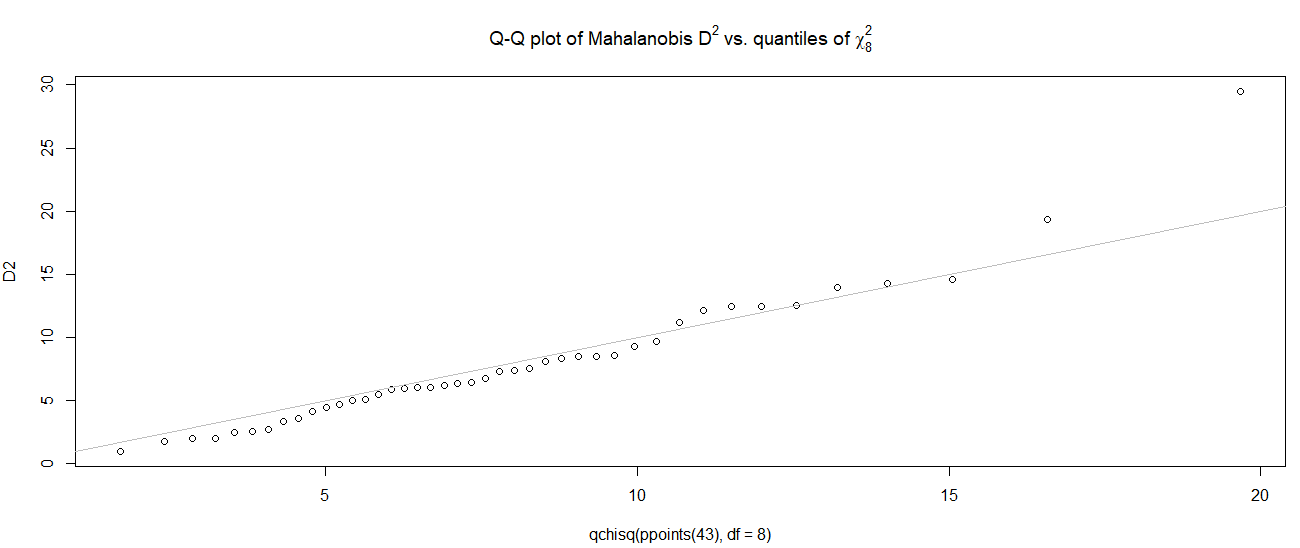 Q-Q plot of Mahalanobis D² vs. quantiles of χ²₈
30
25
20
15
10
5
0
D2
5 10 15 20
qchisq(ppoints(43), df = 8)